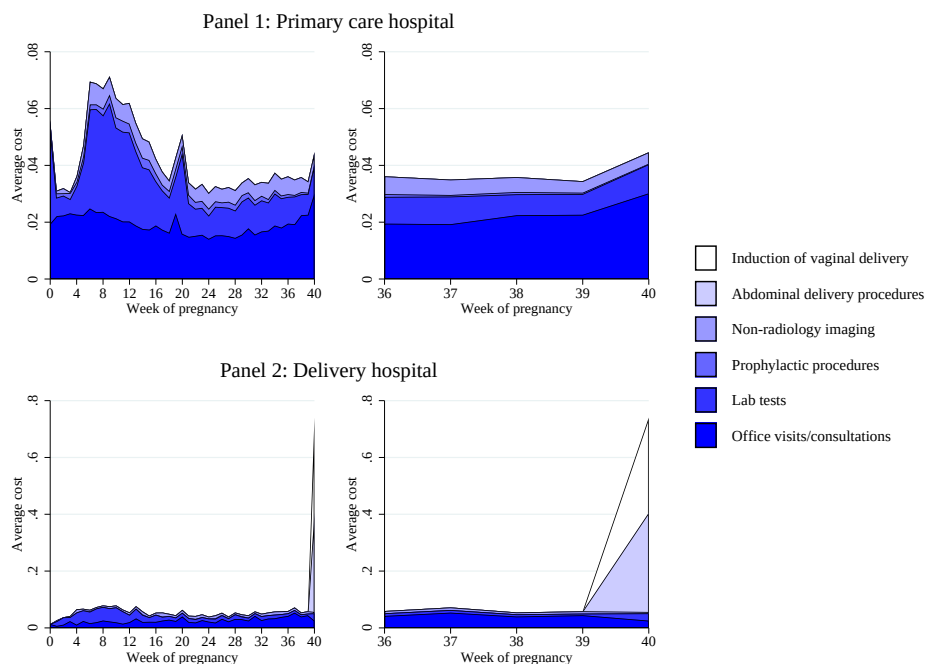 Panel 1: Primary care hospital
Average cost
0 .02 .04 .06 .08
0 4 8 12 16 20 24 28 32 36 40
Week of pregnancy
Average cost
0 .02 .04 .06 .08
36 37 38 39 40
Week of pregnancy
Panel 2: Delivery hospital
Average cost
0 .2 .4 .6 .8
0 4 8 12 16 20 24 28 32 36 40
Week of pregnancy
Average cost
0 .2 .4 .6 .8
36 37 38 39 40
Week of pregnancy
Induction of vaginal delivery
Abdominal delivery procedures
Non-radiology imaging
Prophylactic procedures
Lab tests
Office visits/consultations